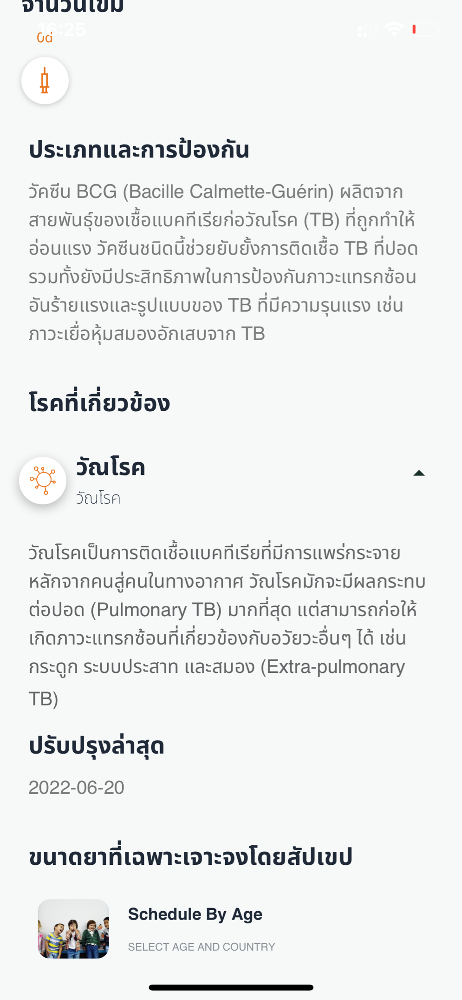 จำนวนเข็ม
16:25
ประเภทและการป้องกัน
วัคซีน BCG (Bacille Calmette-Guérin) ผลิตจาก
สายพันธุ์ของเชื้อแบคทีเรียก่อวัณโรค (TB) ที่ถูกทำให้
อ่อนแรง วัคซีนชนิดนี้ช่วยยับยั้งการติดเชื้อ TB ที่ปอด
รวมทั้งยังมีประสิทธิภาพในการป้องกันภาวะแทรกซ้อน
อันร้ายแรงและรูปแบบของ TB ที่มีความรุนแรง เช่น
ภาวะเยื่อหุ้มสมองอักเสบจาก TB
โรคที่เกี่ยวข้อง
วัณโรค
วัณโรค
วัณโรคเป็นการติดเชื้อแบคทีเรียที่มีการแพร่กระจาย
หลักจากคนสู่คนในทางอากาศ วัณโรคมักจะมีผลกระทบ
ต่อปอด (Pulmonary TB) มากที่สุด แต่สามารถก่อให้
เกิดภาวะแทรกซ้อนที่เกี่ยวข้องกับอวัยวะอื่นๆ ได้ เช่น
กระดูก ระบบประสาท และสมอง (Extra-pulmonary
TB)
ปรับปรุงล่าสุด
2022-06-20
ขนาดยาที่เฉพาะเจาะจงโดยสัปเขป
Schedule By Age
SELECT AGE AND COUNTRY